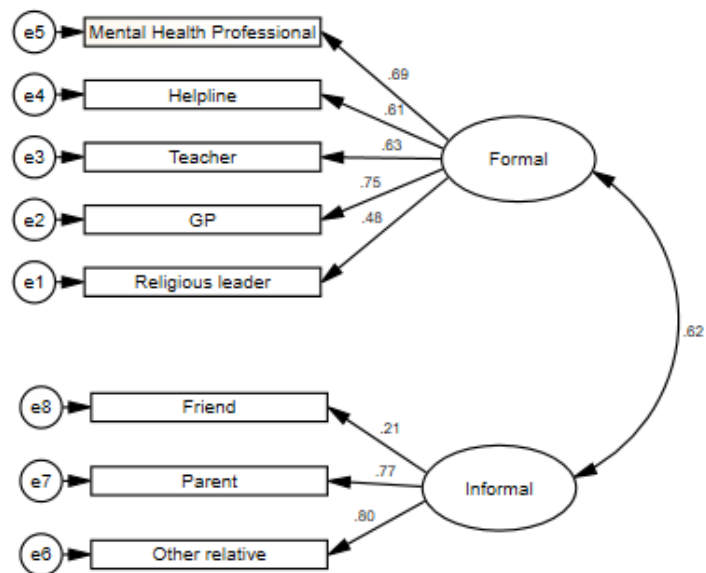 e5
Mental Health Professional
.69
e4
Helpline
.61
e3
Teacher
.63
Formal
e2
GP
.75
e1
Religious leader
.48
.62
e8
Friend
.21
e7
Parent
.77
Informal
e6
Other relative
.80